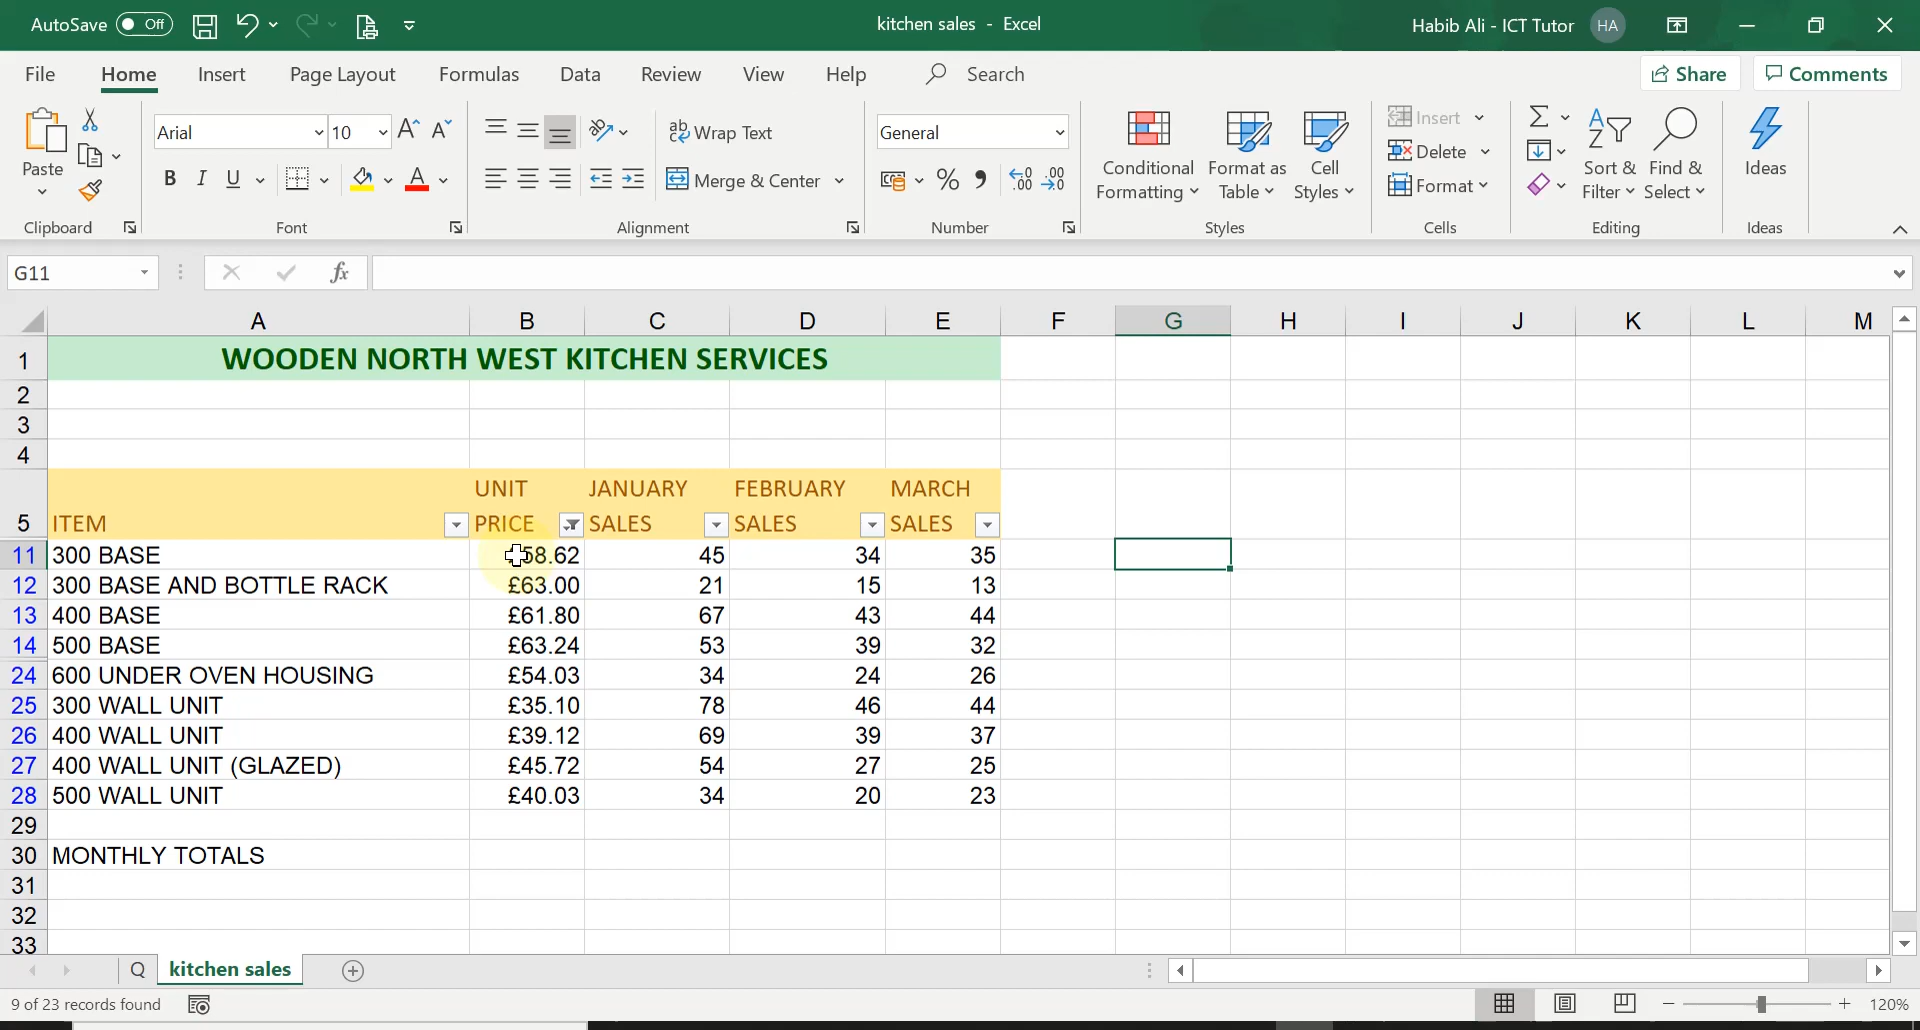 AutoSave Off kitchen sales - Excel Habib Ali - ICT Tutor HA
File Home Insert Page Layout Formulas Data Review View Help Search Share Comments
Paste
Clipboard
Arial 10
B I U A
Font
ab Wrap Text
Merge & Center
Alignment
General
% 9 .00
Number
Conditional Formatting
Format as Table
Cell Styles
Styles
Insert
Delete
Format
Cells
Sort & Filter
Find & Select
Editing
Ideas
Ideas
G11 fx
A B C D E F G H I J K L M
1 WOODEN NORTH WEST KITCHEN SERVICES
2
3
4
UNIT JANUARY FEBRUARY MARCH
5 ITEM PRICE SALES SALES SALES
11 300 BASE 58.62 45 34 35
12 300 BASE AND BOTTLE RACK £63.00 21 15 13
13 400 BASE £61.80 67 43 44
14 500 BASE £63.24 53 39 32
24 600 UNDER OVEN HOUSING £54.03 34 24 26
25 300 WALL UNIT £35.10 78 46 44
26 400 WALL UNIT £39.12 69 39 37
27 400 WALL UNIT (GLAZED) £45.72 54 27 25
28 500 WALL UNIT £40.03 34 20 23
29
30 MONTHLY TOTALS
31
32
33
Q kitchen sales
9 of 23 records found 120%